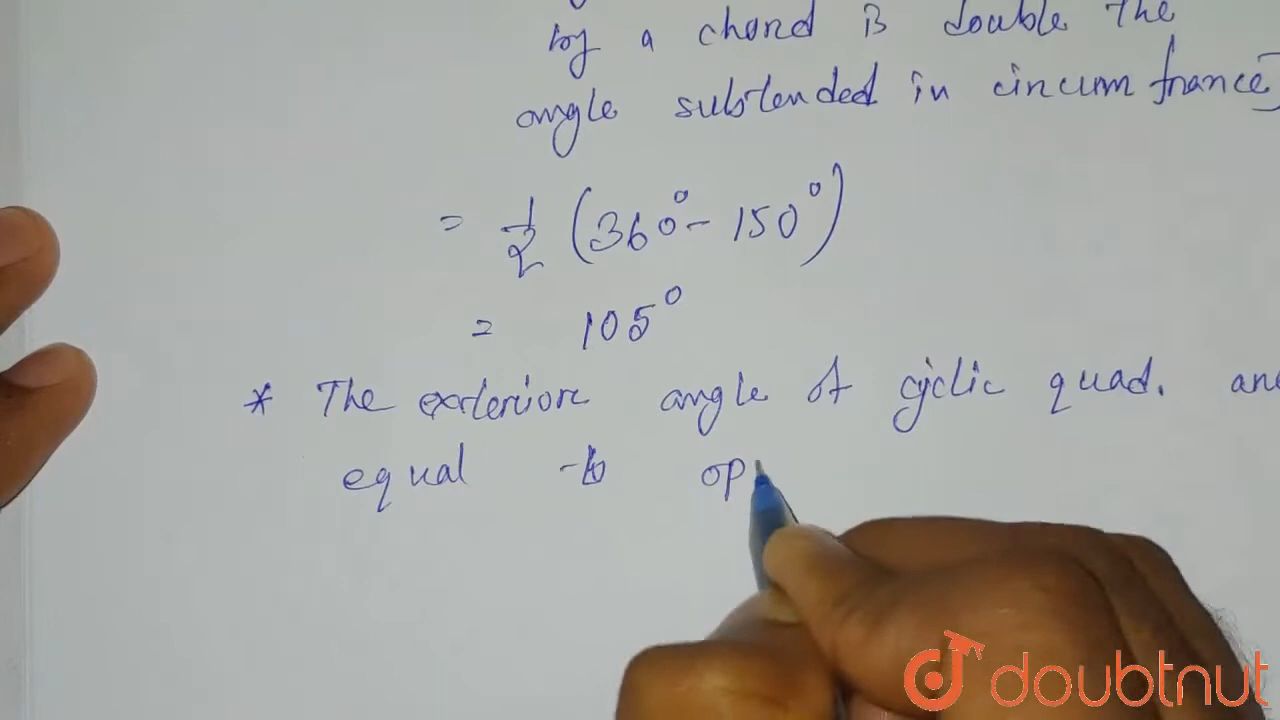 by a chord is double the
angle subtended in circumfrance]
= 1/2 (360° - 150°)
= 105°
* The exteriore angle of cyclic quad. are
equal to op
doubtnut